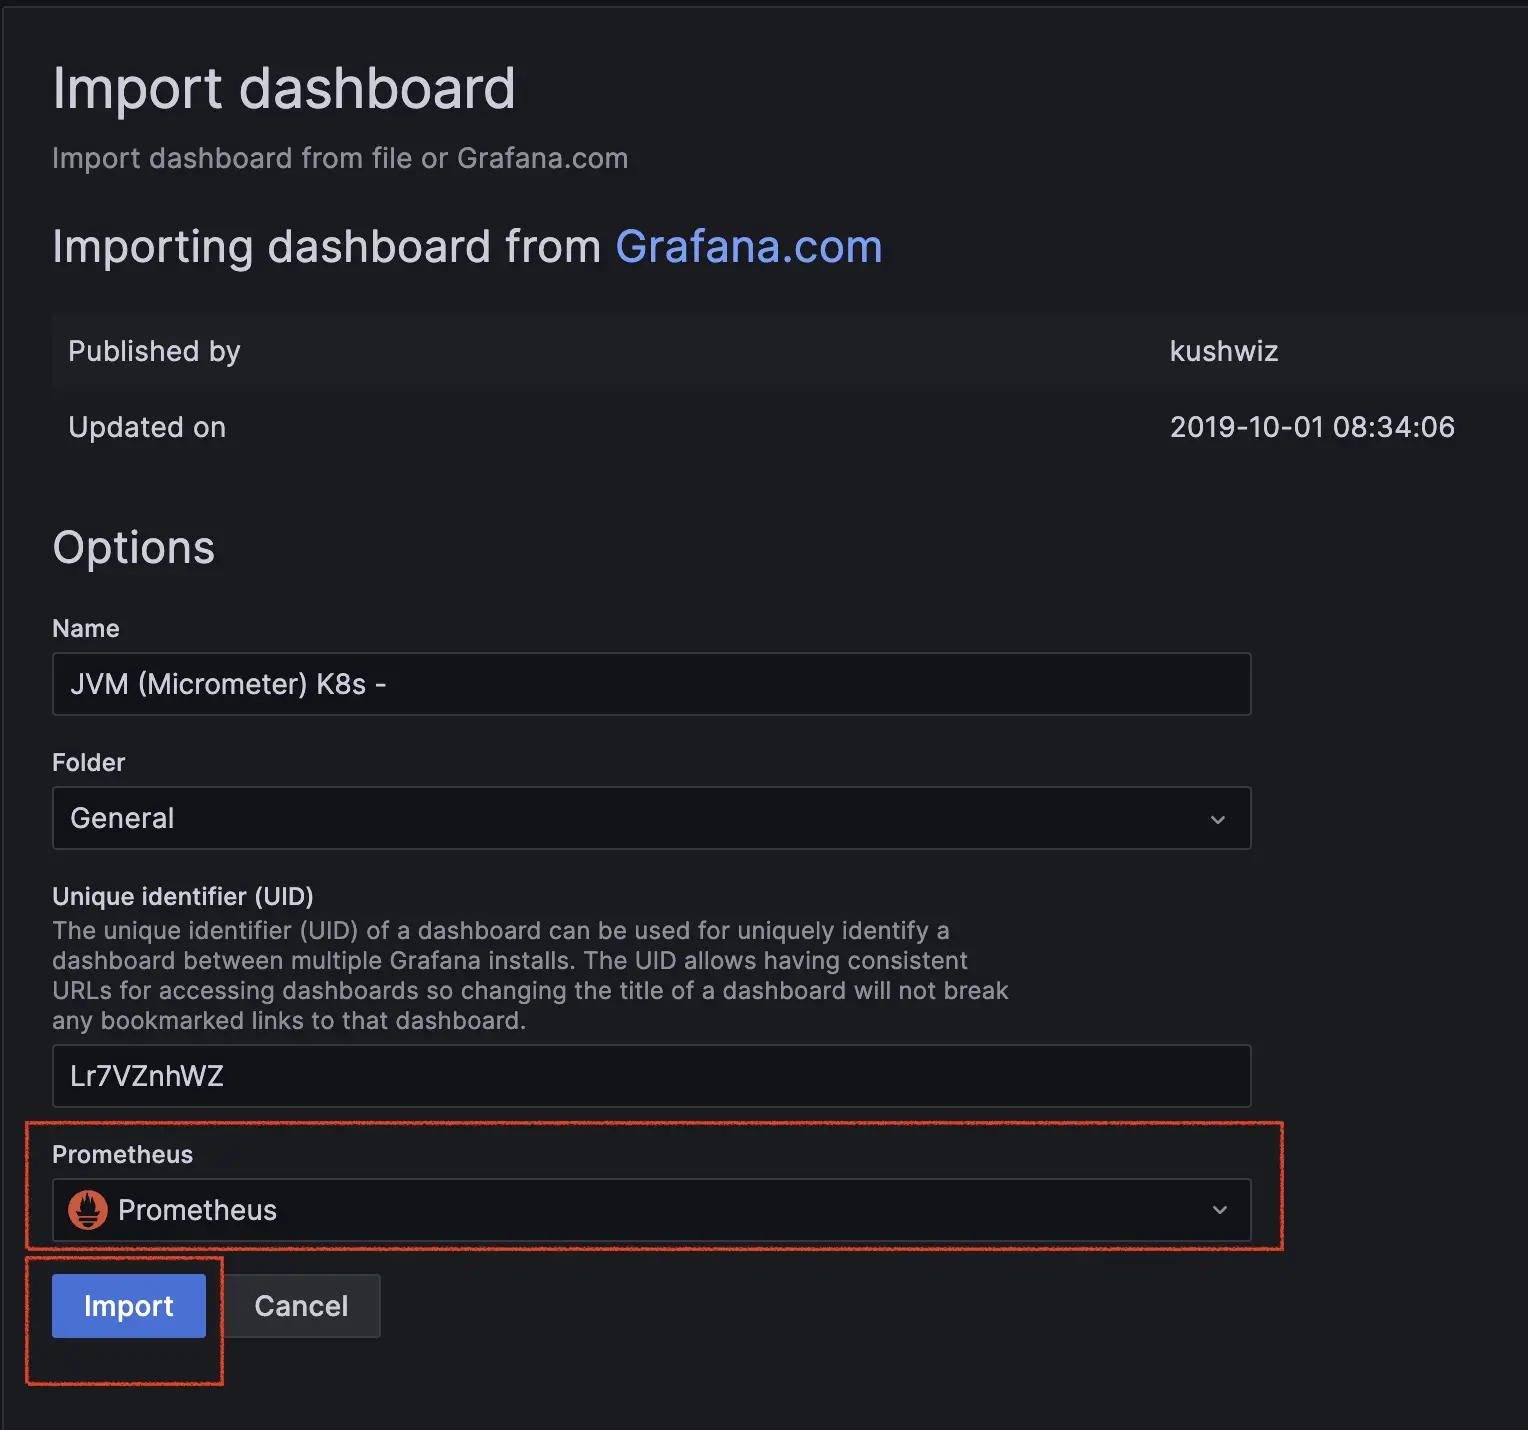 Import dashboard
Import dashboard from file or Grafana.com
Importing dashboard from Grafana.com
Published by kushwiz
Updated on 2019-10-01 08:34:06
Options
Name
JVM (Micrometer) K8s -
Folder
General
Unique identifier (UID)
The unique identifier (UID) of a dashboard can be used for uniquely identify a
dashboard between multiple Grafana installs. The UID allows having consistent
URLs for accessing dashboards so changing the title of a dashboard will not break
any bookmarked links to that dashboard.
Lr7VZnhWZ
Prometheus
Prometheus
Import Cancel